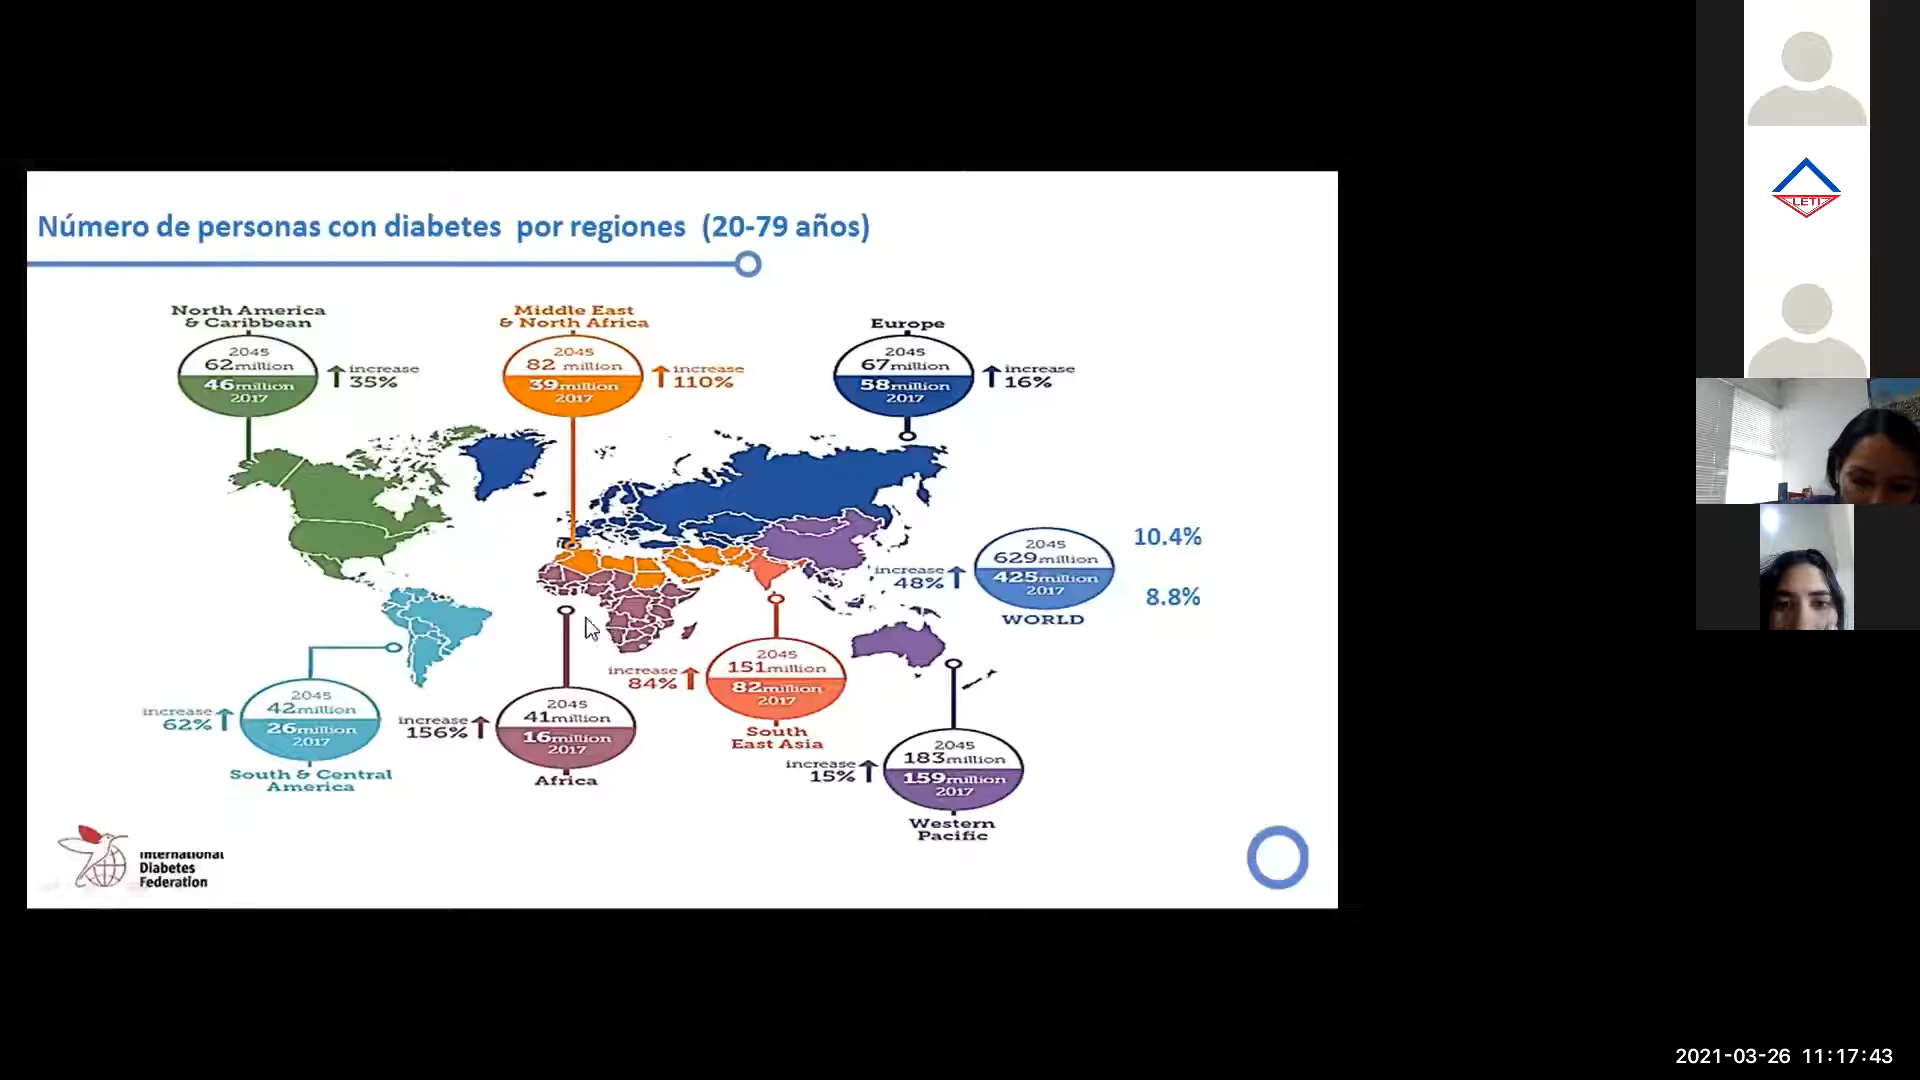 Número de personas con diabetes por regiones (20-79 años)
North America
& Caribbean
2045
62million
46million
2017
increase
35%
Middle East
& North Africa
2045
82 million
39million
2017
increase
110%
Europe
2045
67million
58million
2017
increase
16%
2045
629million
425million
2017
WORLD
increase
48%
10.4%
8.8%
increase
62%
2045
42million
26million
2017
South & Central
America
increase
156%
2045
41million
16million
2017
Africa
increase
84%
2045
151million
82million
2017
South
East Asia
increase
15%
2045
183million
159million
2017
Western
Pacific
International
Diabetes
Federation
LETI
2021-03-26 11:17:43